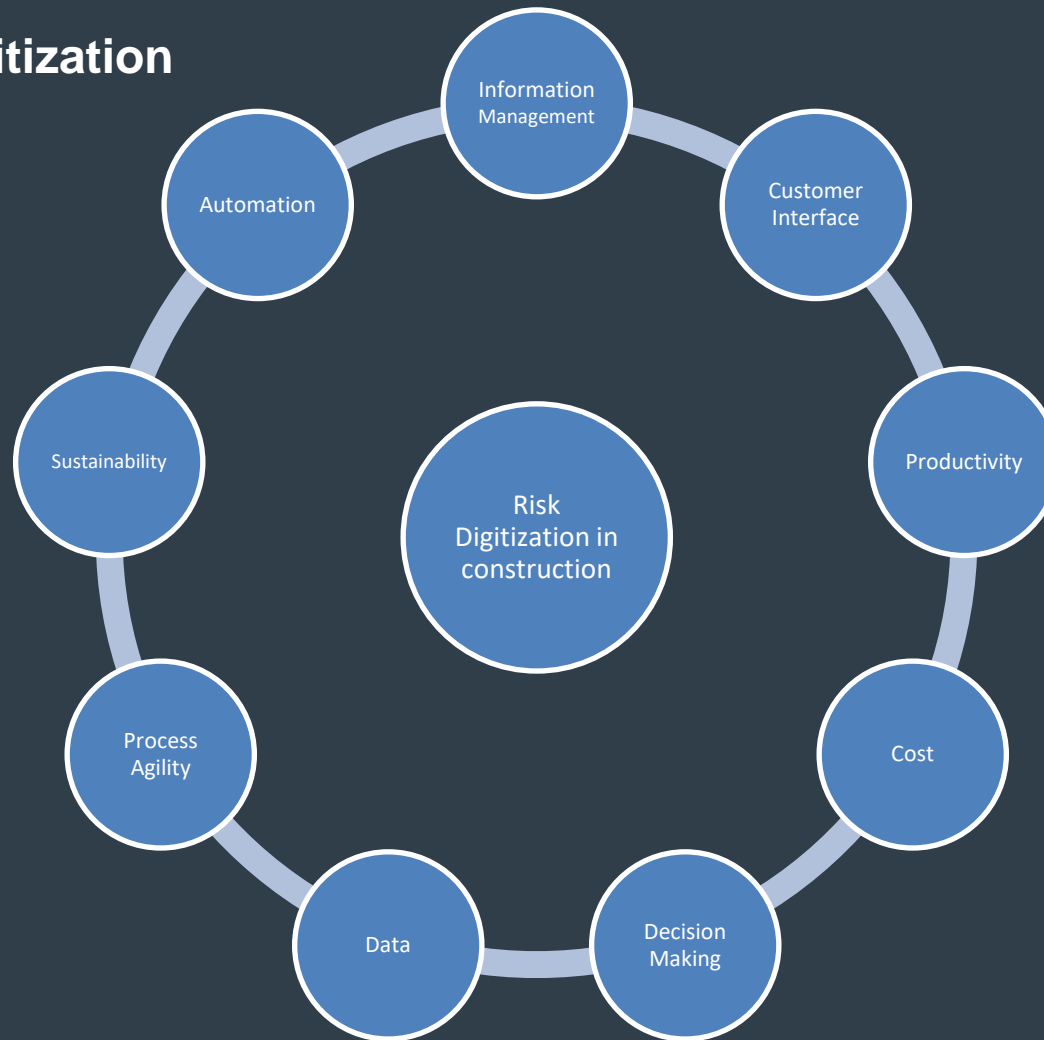 itization
Information
Management
Customer
Interface
Productivity
Cost
Decision
Making
Data
Process
Agility
Sustainability
Automation
Risk
Digitization in
construction